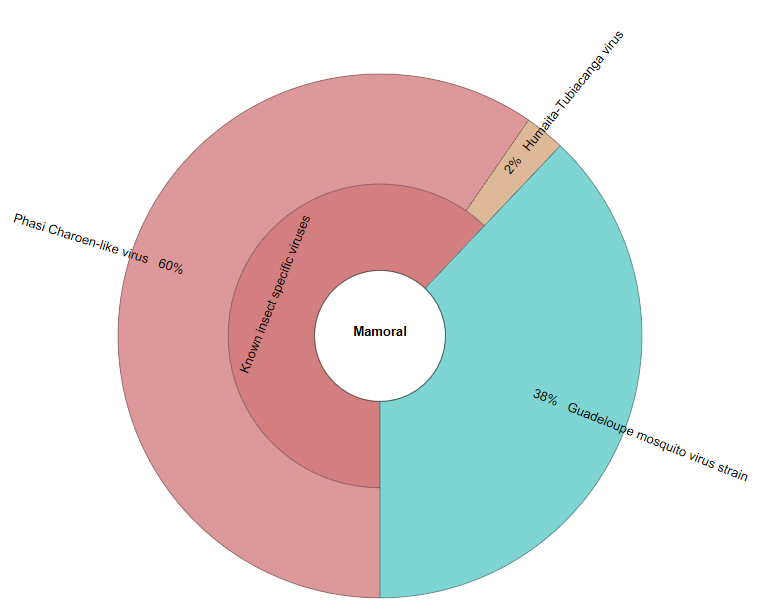 Humaita-Tubiacanga virus
2%
Known insect specific viruses
Phasi Charoen-like virus 60%
Mamoral
38% Guadeloupe mosquito virus strain